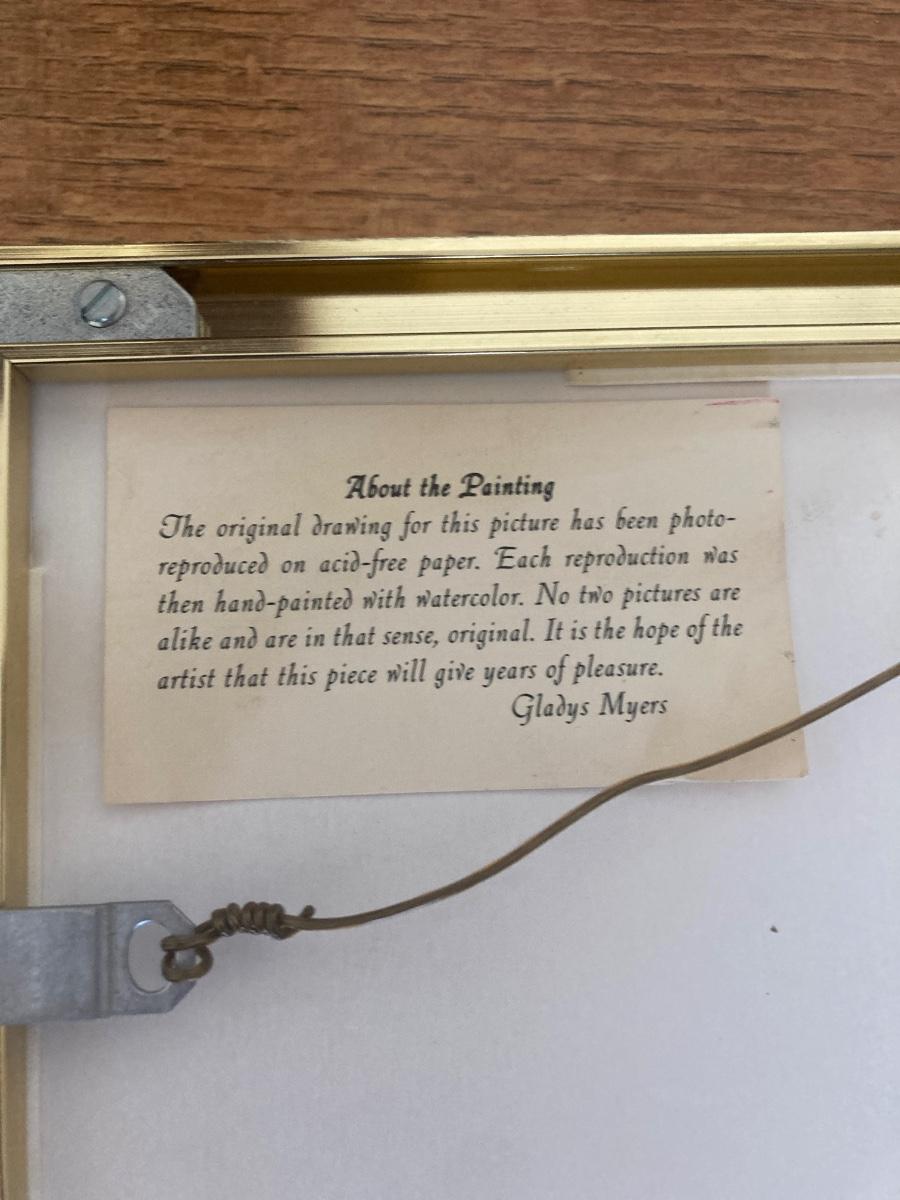 About the Painting
The original drawing for this picture has been photo-
reproduced on acid-free paper. Each reproduction was
then hand-painted with watercolor. No two pictures are
alike and are in that sense, original. It is the hope of the
artist that this piece will give years of pleasure.
Gladys Myers